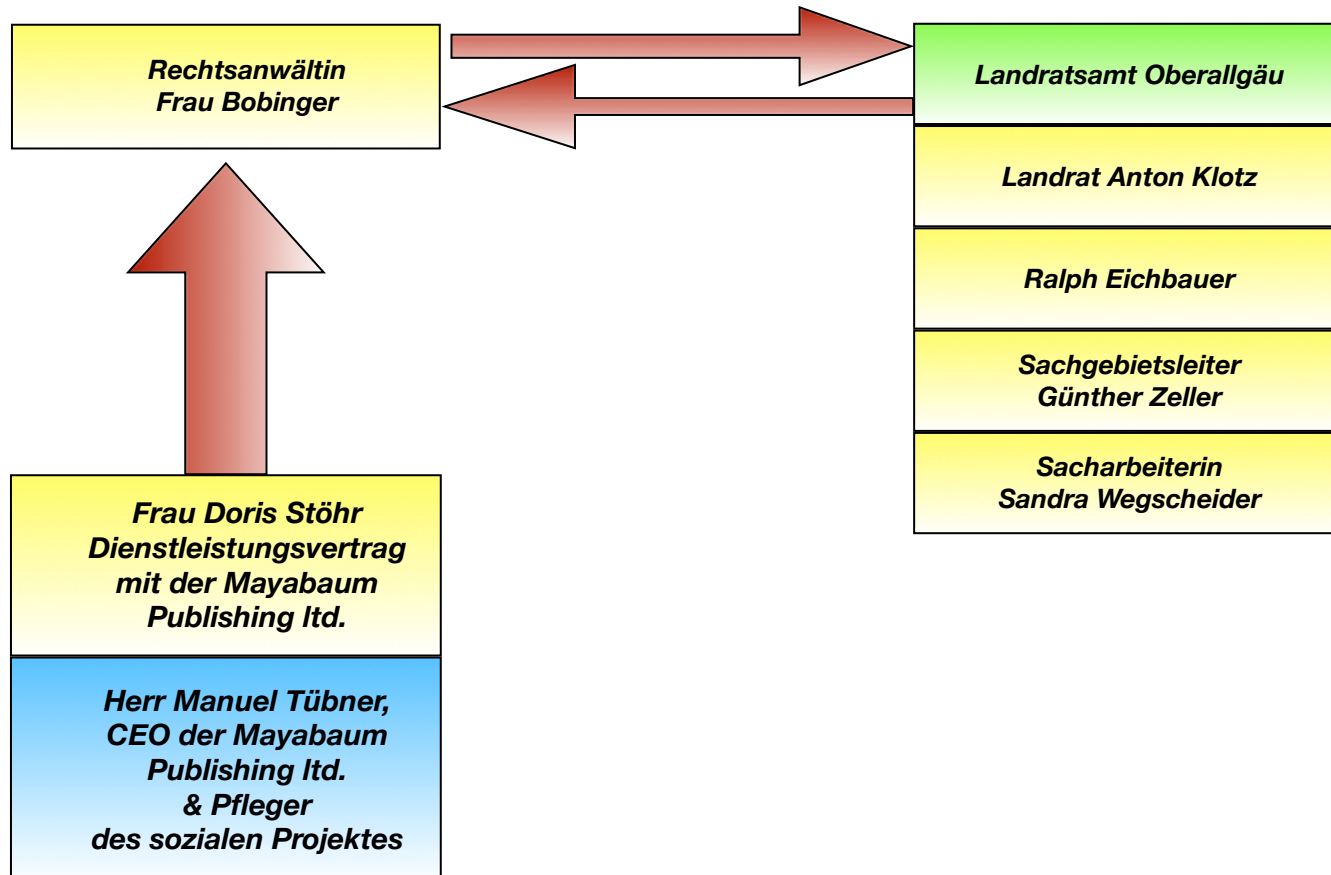 Rechtsanwältin
Frau Bobinger
Landratsamt Oberallgäu
Landrat Anton Klotz
Ralph Eichbauer
Sachgebietsleiter
Günther Zeller
Sacharbeiterin
Sandra Wegscheider
Frau Doris Stöhr
Dienstleistungsvertrag
mit der Mayabaum
Publishing ltd.
Herr Manuel Tübner,
CEO der Mayabaum
Publishing ltd.
& Pfleger
des sozialen Projektes